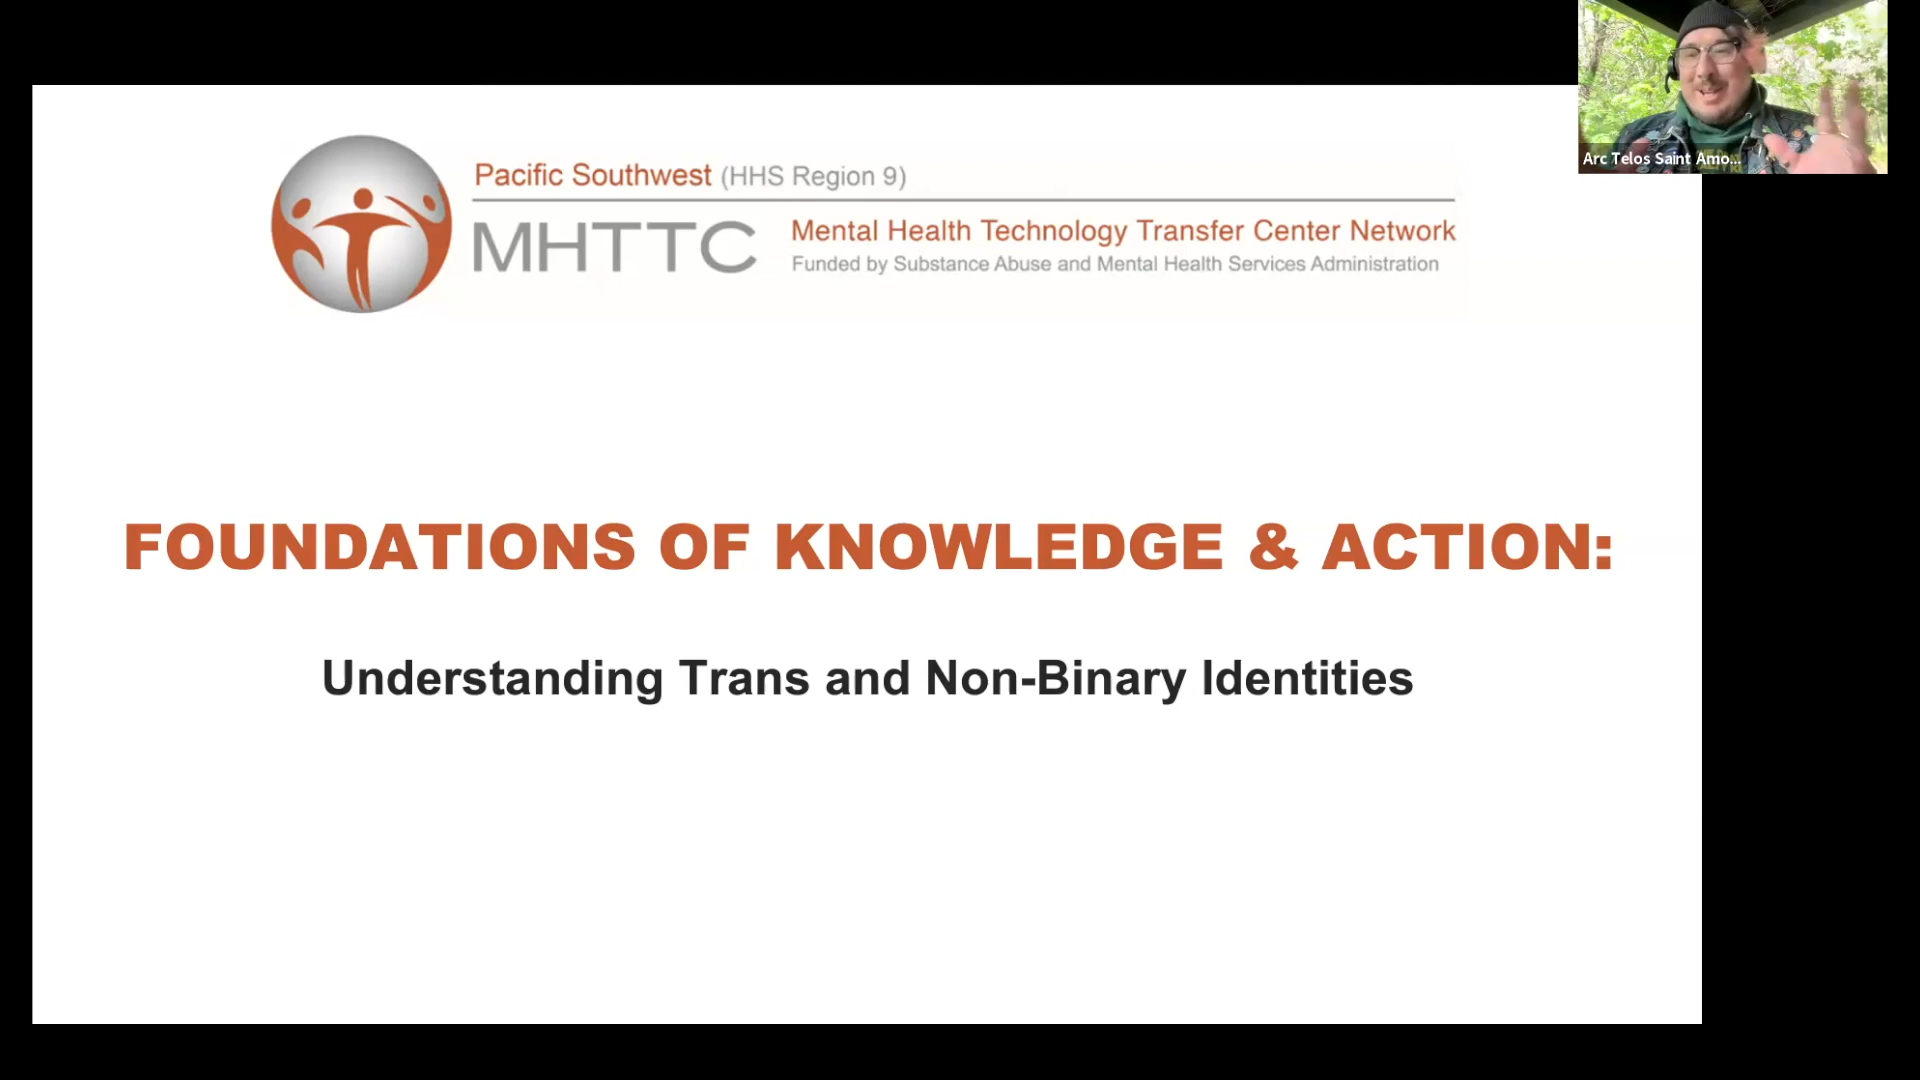 Pacific Southwest (HHS Region 9)
MHTTC
Mental Health Technology Transfer Center Network
Funded by Substance Abuse and Mental Health Services Administration
Arc Telos Saint Amo...
FOUNDATIONS OF KNOWLEDGE & ACTION:
Understanding Trans and Non-Binary Identities